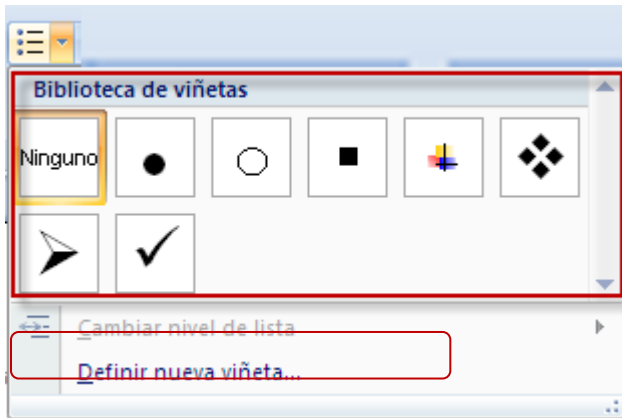 Biblioteca de viñetas
Ninguno
Cambiar nivel de lista
Definir nueva viñeta...